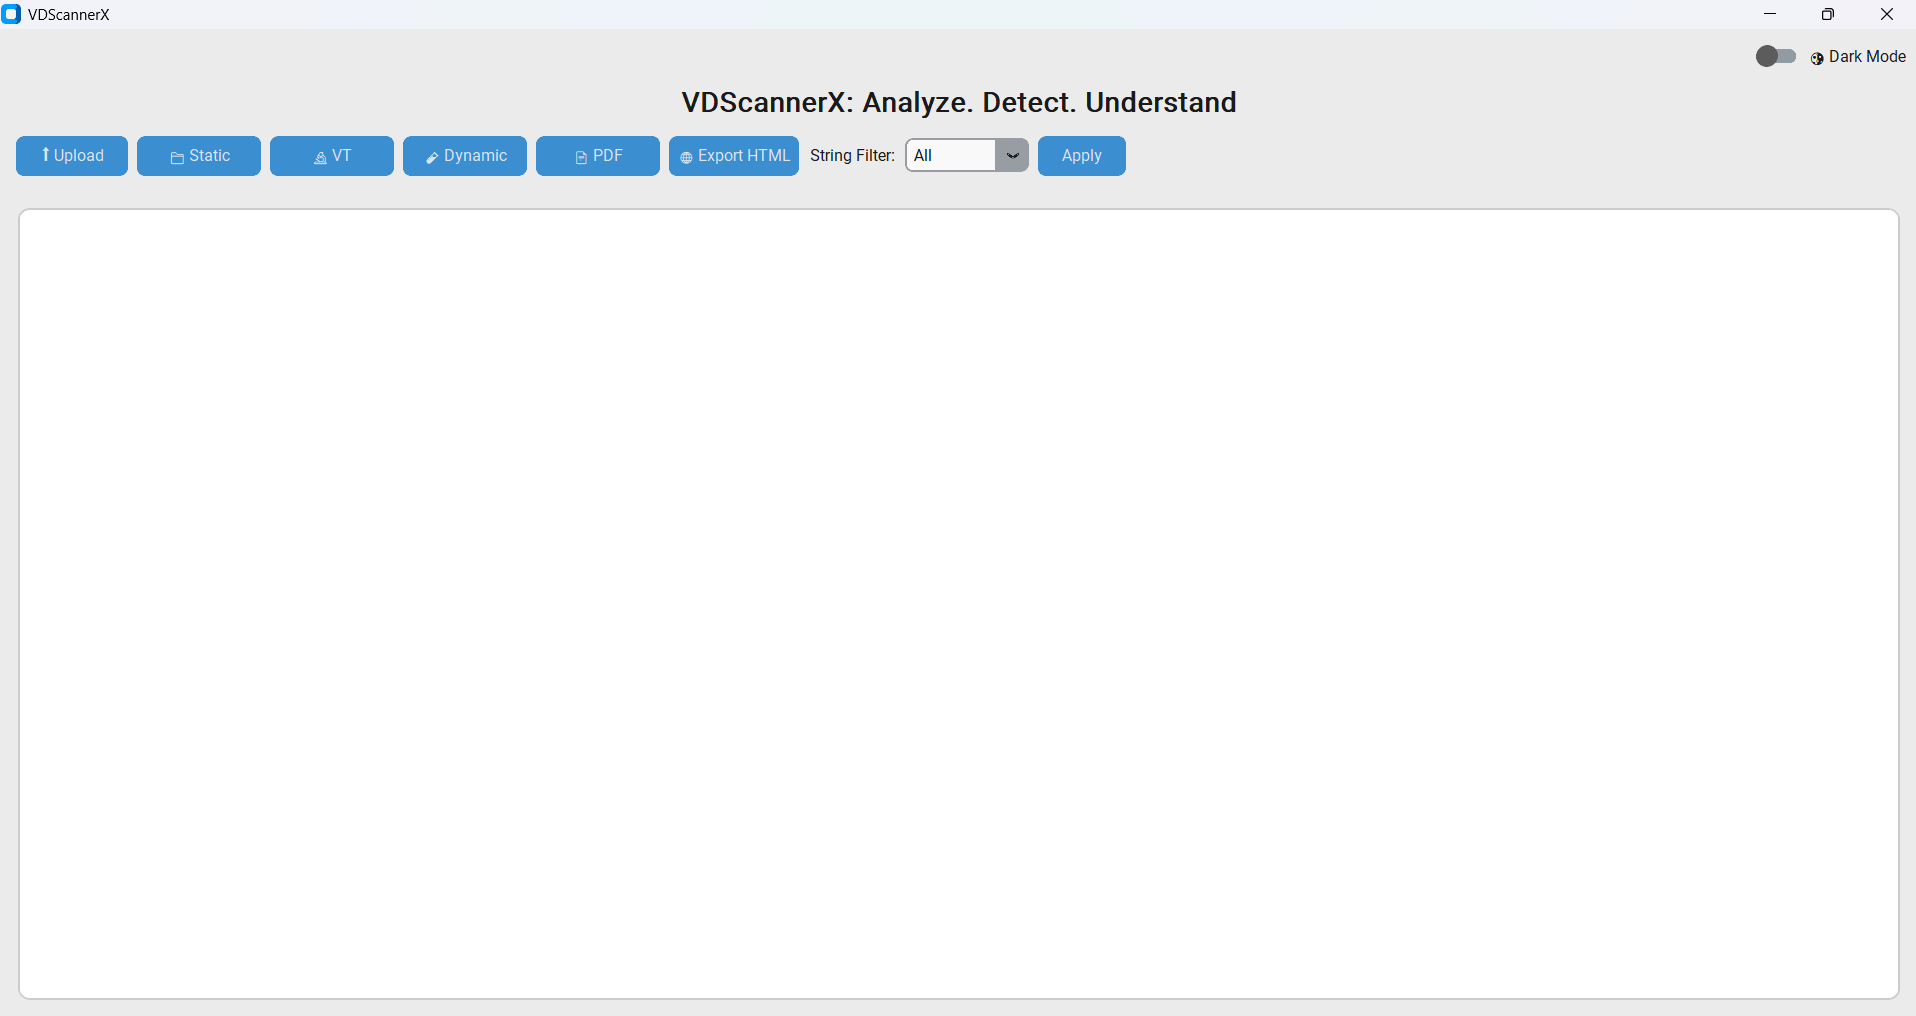 VDScannerX
Dark Mode
VDScannerX: Analyze. Detect. Understand
Upload Static VT Dynamic PDF Export HTML String Filter: All Apply